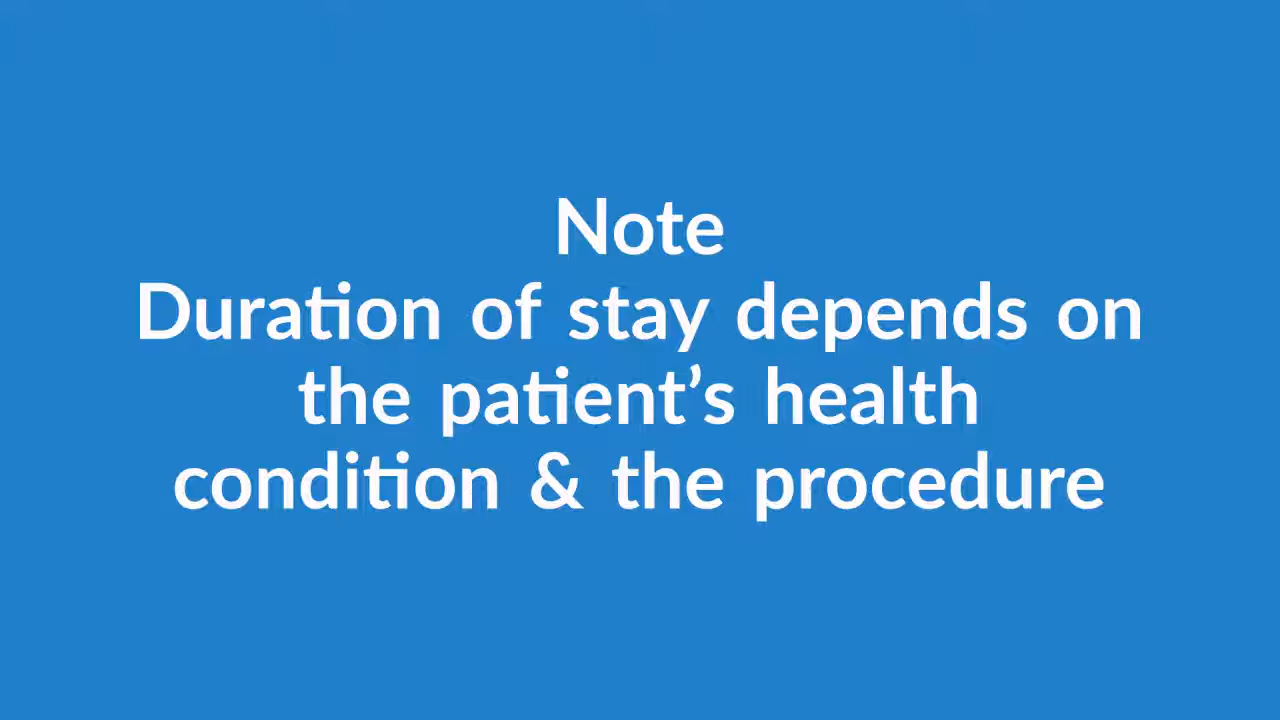 Note
Duration of stay depends on
the patient’s health
condition & the procedure